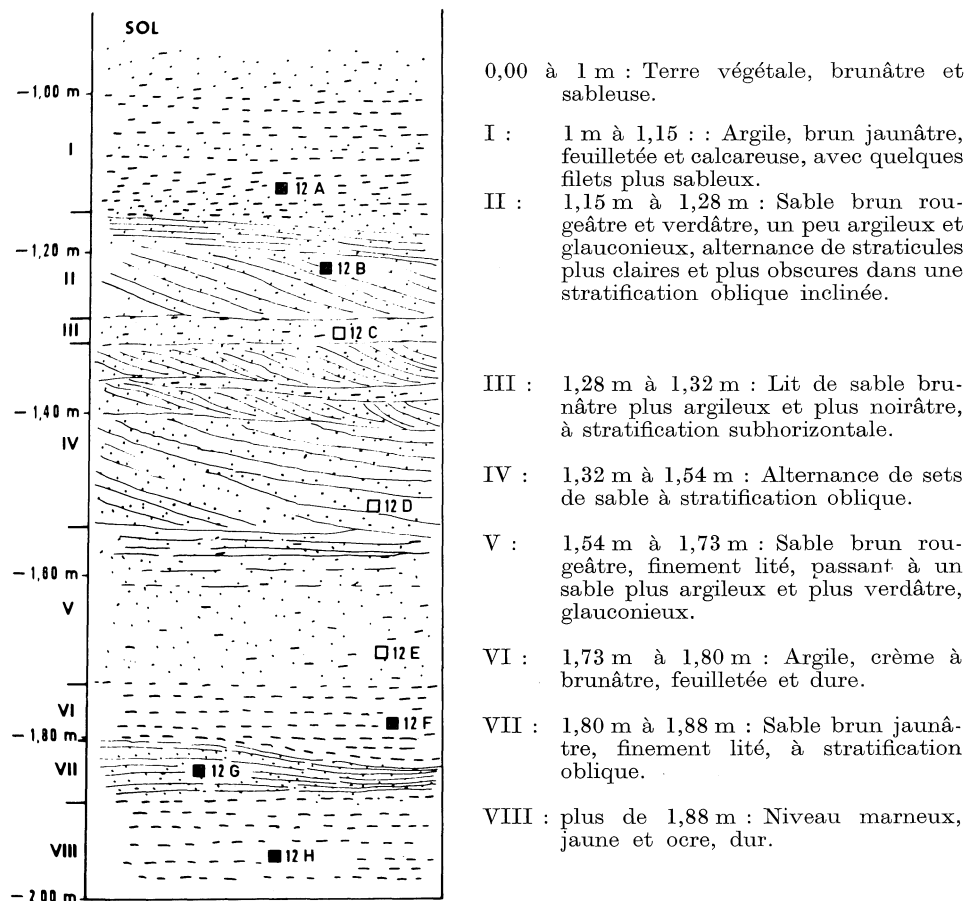 SOL
—1,00 m
I
12 A
—1,20 m
12 B
II
III
12 C
—1,40 m
IV
12 D
—1,60 m
V
12 E
VI
12 F
—1,80 m
VII
12 G
VIII
12 H
—2,00 m
0,00 à 1 m : Terre végétale, brunâtre et
sableuse.
I : 1 m à 1,15 : : Argile, brun jaunâtre,
feuilletée et calcareuse, avec quelques
filets plus sableux.
II : 1,15 m à 1,28 m : Sable brun rou-
geâtre et verdâtre, un peu argileux et
glauconieux, alternance de straticules
plus claires et plus obscures dans une
stratification oblique inclinée.
III : 1,28 m à 1,32 m : Lit de sable bru-
nâtre plus argileux et plus noirâtre,
à stratification subhorizontale.
IV : 1,32 m à 1,54 m : Alternance de sets
de sable à stratification oblique.
V : 1,54 m à 1,73 m : Sable brun rou-
geâtre, finement lité, passant à un
sable plus argileux et plus verdâtre,
glauconieux.
VI : 1,73 m à 1,80 m : Argile, crème à
brunâtre, feuilletée et dure.
VII : 1,80 m à 1,88 m : Sable brun jaunâ-
tre, finement lité, à stratification
oblique.
VIII : plus de 1,88 m : Niveau marneux,
jaune et ocre, dur.